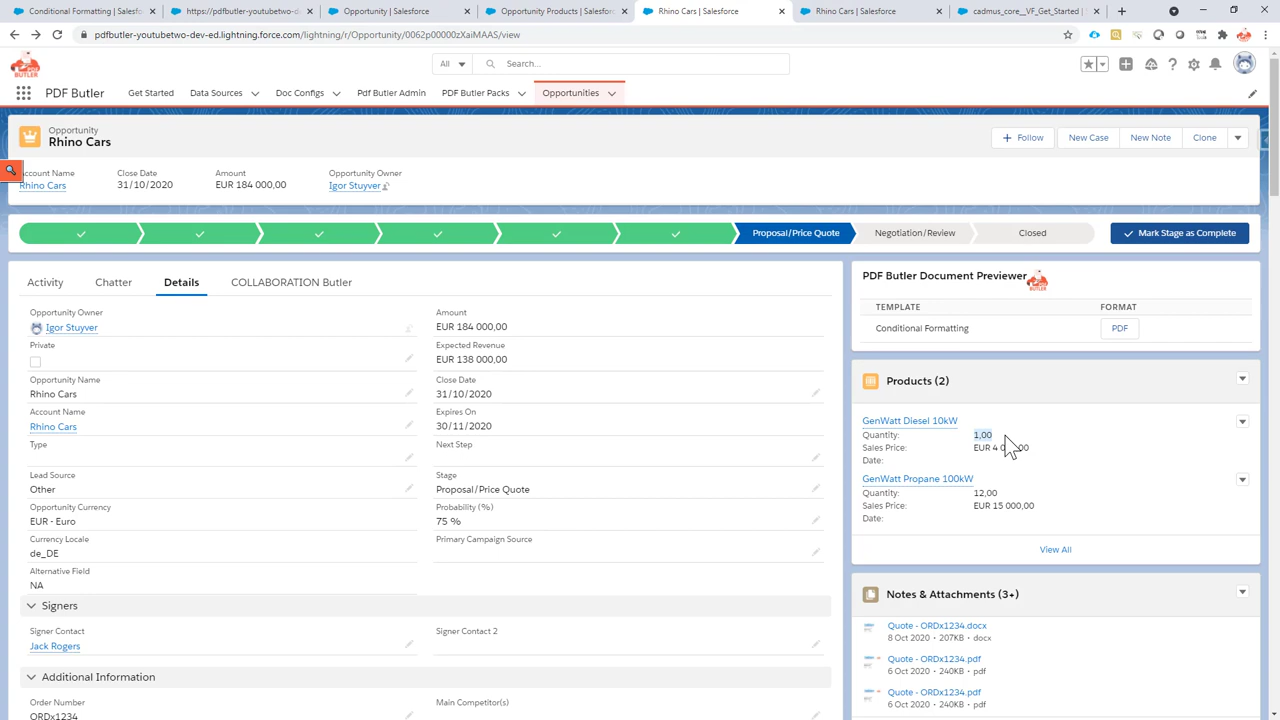 Conditional Formatting | Salesforc
https://pdfbutler-youtubetwo-d
Opportunity | Salesforce
Opportunity Products | Salesforc
Rhino Cars | Salesforce
Rhino Cars | Salesforce
cadmus_core__VF_Get_Started | S
pdfbutler-youtubetwo-dev-ed.lightning.force.com/lightning/r/Opportunity/0062p00000zXaiMAAS/view
PDF BUTLER
All
Search...
PDF Butler
Get Started
Data Sources
Doc Configs
Pdf Butler Admin
PDF Butler Packs
Opportunities
Opportunity
Rhino Cars
Follow
New Case
New Note
Clone
ccount Name
Close Date
Amount
Opportunity Owner
Rhino Cars
31/10/2020
EUR 184 000,00
Igor Stuyver
Proposal/Price Quote
Negotiation/Review
Closed
Mark Stage as Complete
Activity
Chatter
Details
COLLABORATION Butler
Opportunity Owner
Igor Stuyver
Amount
EUR 184 000,00
Private
Expected Revenue
EUR 138 000,00
Opportunity Name
Rhino Cars
Close Date
31/10/2020
Account Name
Rhino Cars
Expires On
30/11/2020
Type
Next Step
Lead Source
Other
Stage
Proposal/Price Quote
Opportunity Currency
EUR - Euro
Probability (%)
75 %
Currency Locale
de_DE
Primary Campaign Source
Alternative Field
NA
Signers
Signer Contact
Jack Rogers
Signer Contact 2
Additional Information
Order Number
ORDx1234
Main Competitor(s)
PDF Butler Document Previewer
BUTLER
TEMPLATE
FORMAT
Conditional Formatting
PDF
Products (2)
GenWatt Diesel 10kW
Quantity:
1,00
Sales Price:
EUR 4 0 ,00
Date:
GenWatt Propane 100kW
Quantity:
12,00
Sales Price:
EUR 15 000,00
Date:
View All
Notes & Attachments (3+)
Quote - ORDx1234.docx
8 Oct 2020 • 207KB • docx
Quote - ORDx1234.pdf
6 Oct 2020 • 240KB • pdf
Quote - ORDx1234.pdf
6 Oct 2020 • 240KB • pdf